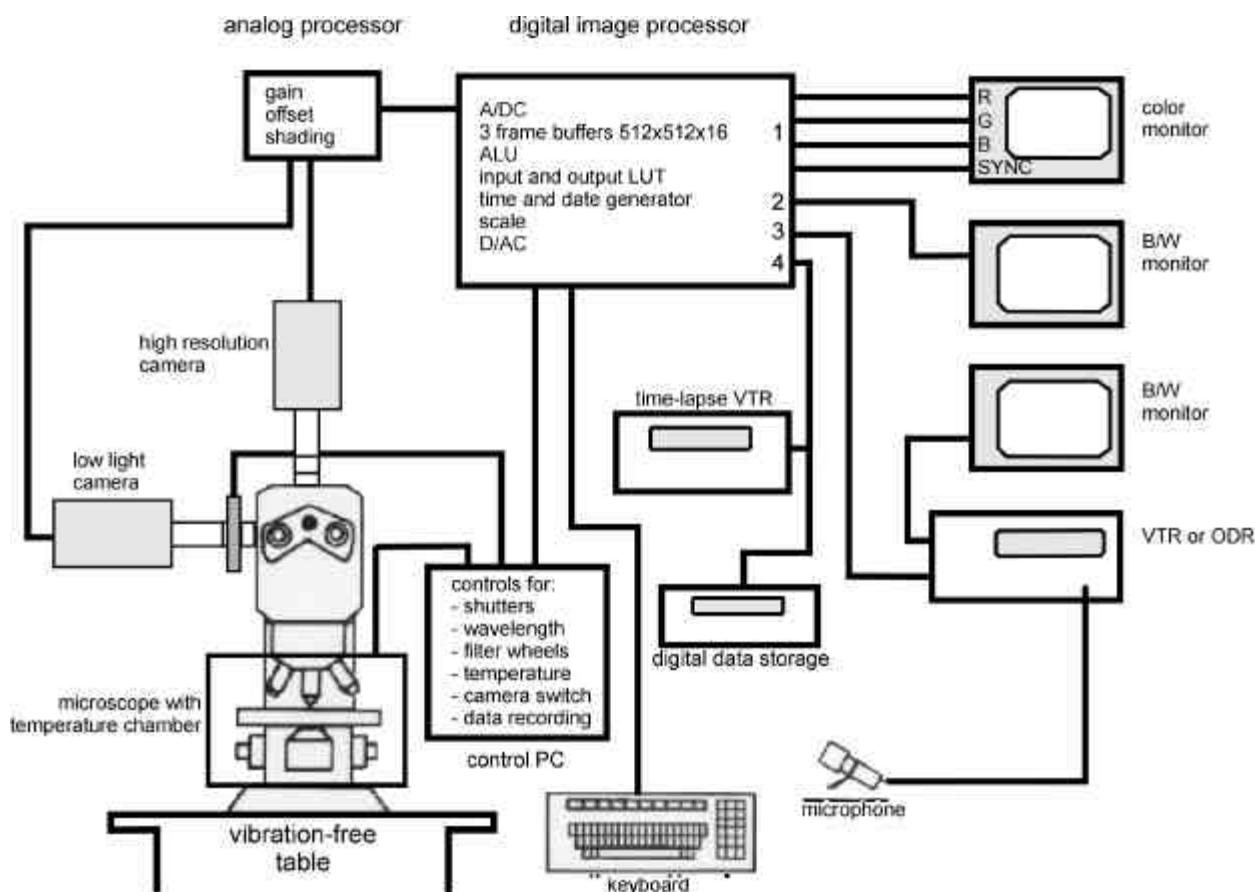 analog processor
digital image processor
gain
offset
shading
A/DC
3 frame buffers 512x512x16
ALU
input and output LUT
time and date generator
scale
D/AC
1
2
3
4
R
G
B
SYNC
color
monitor
B/W
monitor
B/W
monitor
high resolution
camera
low light
camera
time-lapse VTR
VTR or ODR
controls for:
- shutters
- wavelength
- filter wheels
- temperature
- camera switch
- data recording
control PC
digital data storage
microscope with
temperature chamber
vibration-free
table
microphone
keyboard